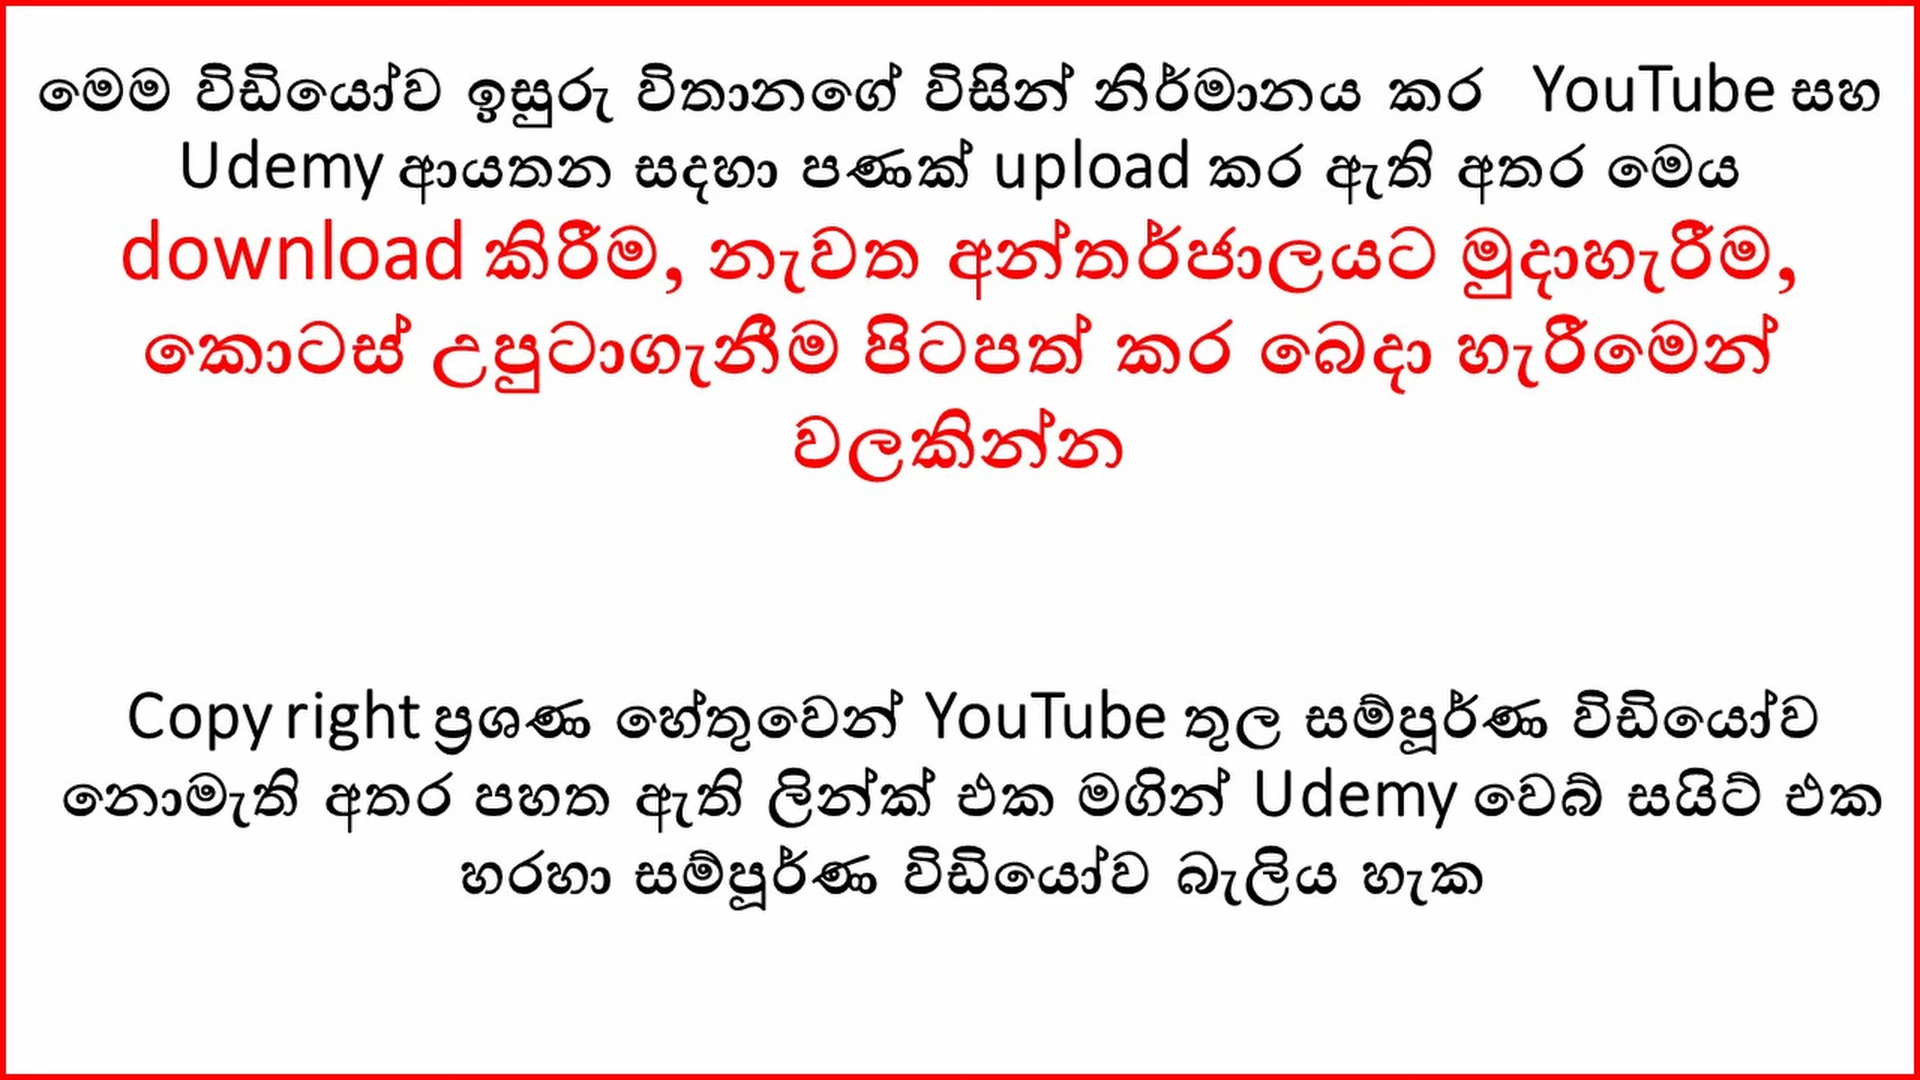 මෙම විඩියෝව ඉසුරු විතානගේ විසින් නිර්මානය කර YouTube සහ
Udemy ආයතන සදහා පණක් upload කර ඇති අතර මෙය
download කිරීම, නැවත අන්තර්ජාලයට මුදාහැරීම,
කොටස් උපුටාගැනීම පිටපත් කර බෙදා හැරීමෙන්
වලකින්න
Copy right ප්‍රශණ හේතුවෙන් YouTube තුල සම්පූර්ණ විඩියෝව
නොමැති අතර පහත ඇති ලින්ක් එක මගින් Udemy වෙබ් සයිට් එක
හරහා සම්පූර්ණ විඩියෝව බැලිය හැක